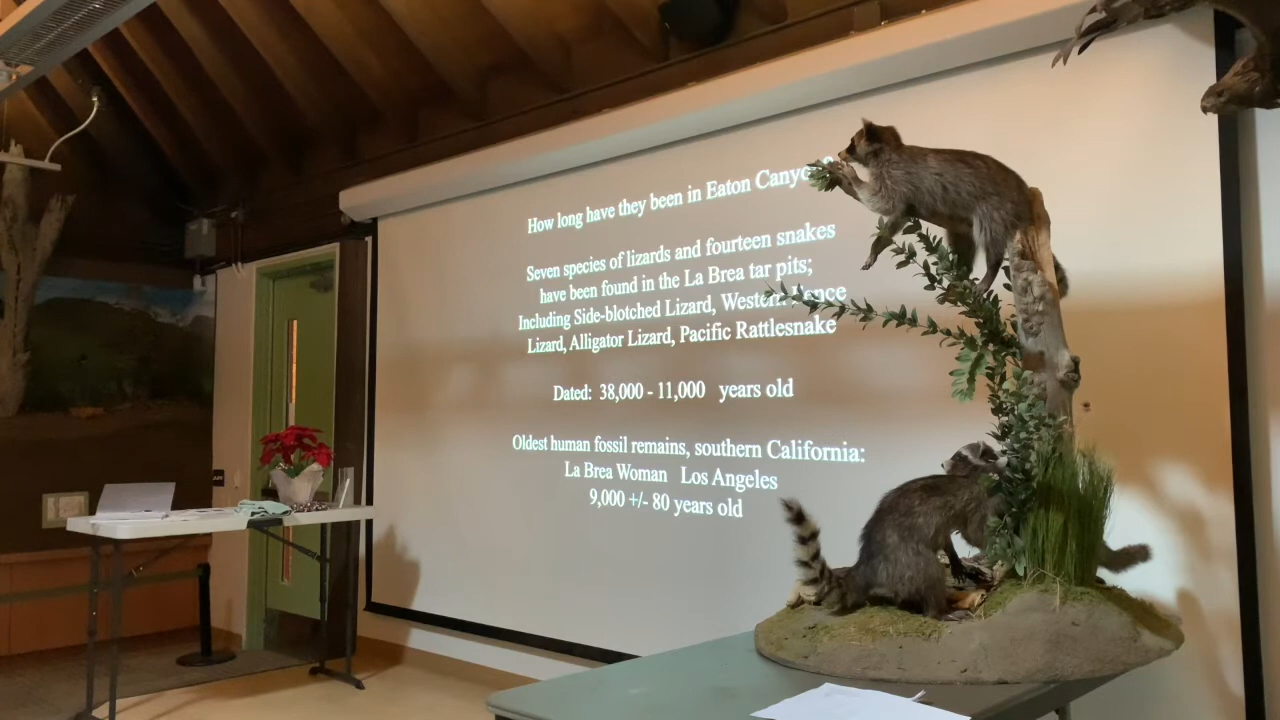 How long have they been in Eaton
Seven species of lizards and fourteen snakes
have been found in the La Brea tar pits;
Including Side-blotched Lizard, Western Fence
Lizard, Alligator Lizard, Pacific Rattlesnake
Dated: 38,000 - 11,000 years old
Oldest human fossil remains, southern California:
La Brea Woman Los Angeles
9,000 +/- 80 years old